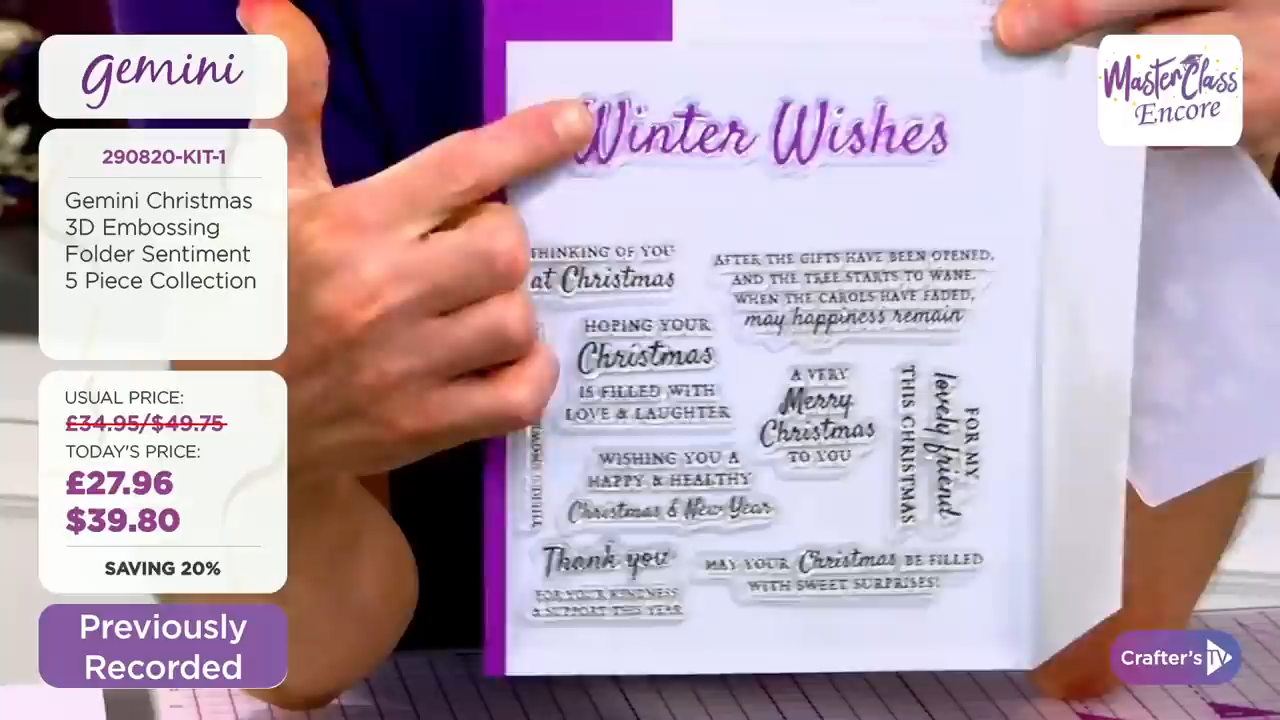 gemini
290820-KIT-1
Gemini Christmas
3D Embossing
Folder Sentiment
5 Piece Collection
USUAL PRICE:
£34.95/$49.75
TODAY'S PRICE:
£27.96
$39.80
SAVING 20%
Previously
Recorded
MasterClass
Encore
Winter Wishes
THINKING OF YOU
at Christmas
AFTER THE GIFTS HAVE BEEN OPENED,
AND THE TREE STARTS TO WANE.
WHEN THE CAROLS HAVE FADED,
may happiness remain
HOPING YOUR
Christmas
IS FILLED WITH
LOVE & LAUGHTER
A VERY
Merry
Christmas
TO YOU
FOR MY
lovely friend
THIS CHRISTMAS
WISHING YOU A
HAPPY & HEALTHY
Christmas & New Year
Thank you
FOR YOUR KINDNESS
& SUPPORT THIS YEAR
MAY YOUR Christmas BE FILLED
WITH SWEET SURPRISES!
Crafter's TV